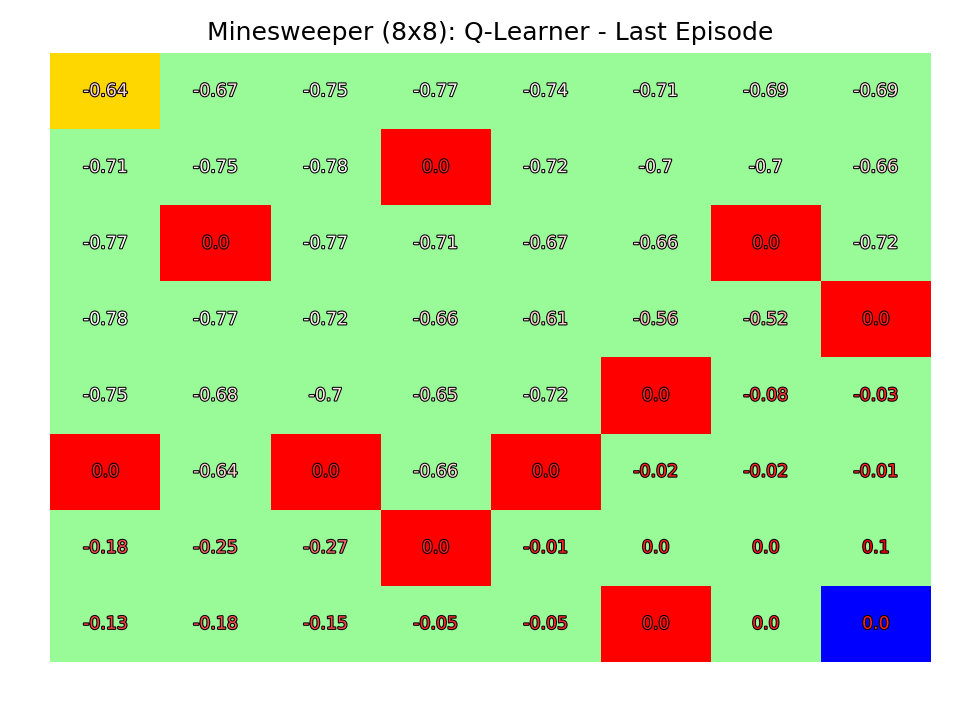 Minesweeper (8x8): Q-Learner - Last Episode
-0.64 -0.67 -0.75 -0.77 -0.74 -0.71 -0.69 -0.69
-0.71 -0.75 -0.78 0.0 -0.72 -0.7 -0.7 -0.66
-0.77 0.0 -0.77 -0.71 -0.67 -0.66 0.0 -0.72
-0.78 -0.77 -0.72 -0.66 -0.61 -0.56 -0.52 0.0
-0.75 -0.68 -0.7 -0.65 -0.72 0.0 -0.08 -0.03
0.0 -0.64 0.0 -0.66 0.0 -0.02 -0.02 -0.01
-0.18 -0.25 -0.27 0.0 -0.01 0.0 0.0 0.1
-0.13 -0.18 -0.15 -0.05 -0.05 0.0 0.0 0.0